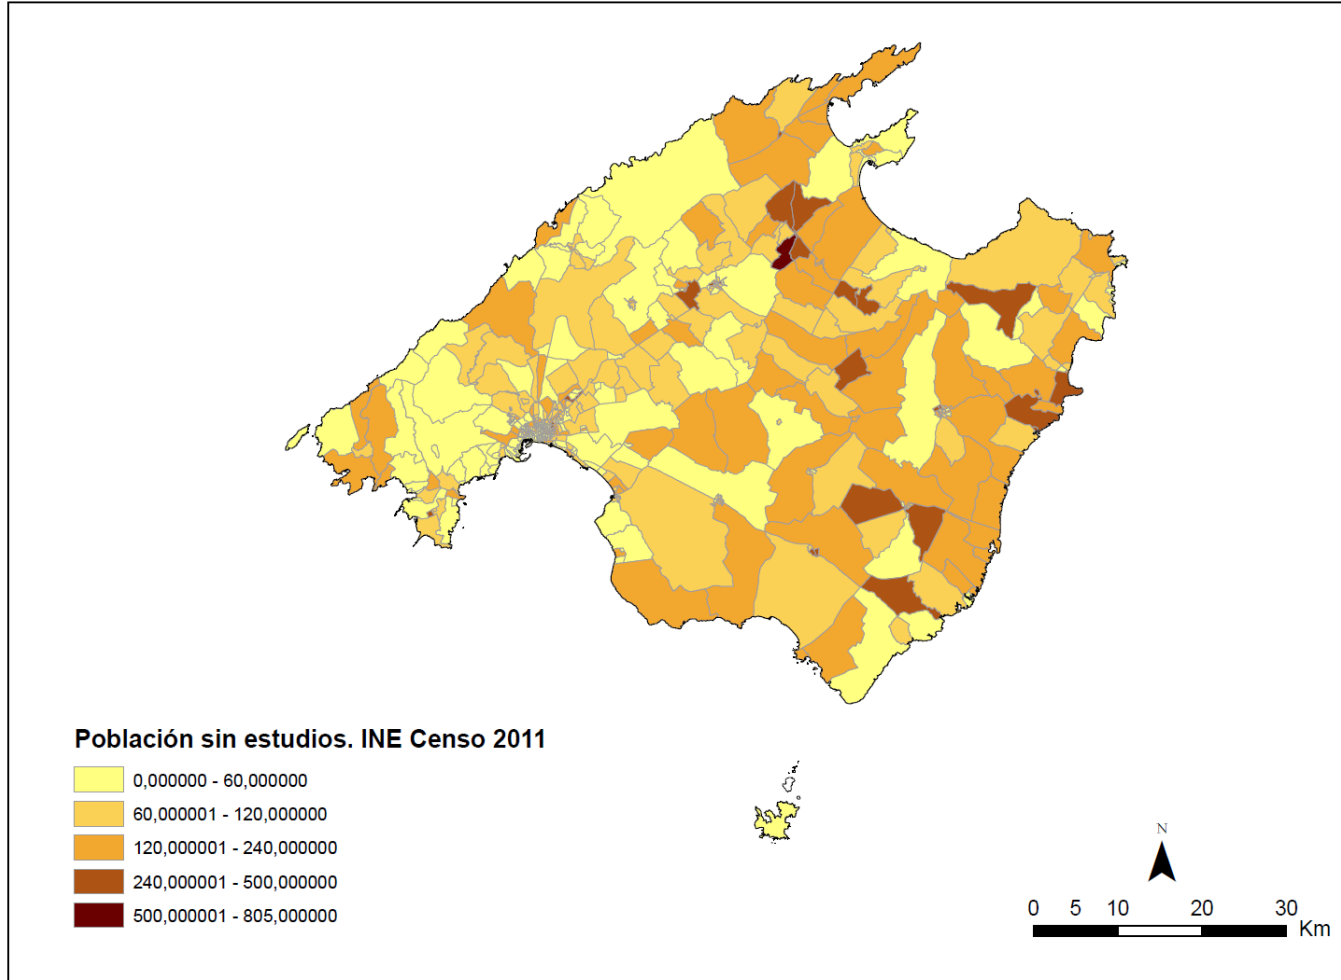 Población sin estudios. INE Censo 2011
0,000000 - 60,000000
60,000001 - 120,000000
120,000001 - 240,000000
240,000001 - 500,000000
500,000001 - 805,000000
N
0 5 10 20 30
Km